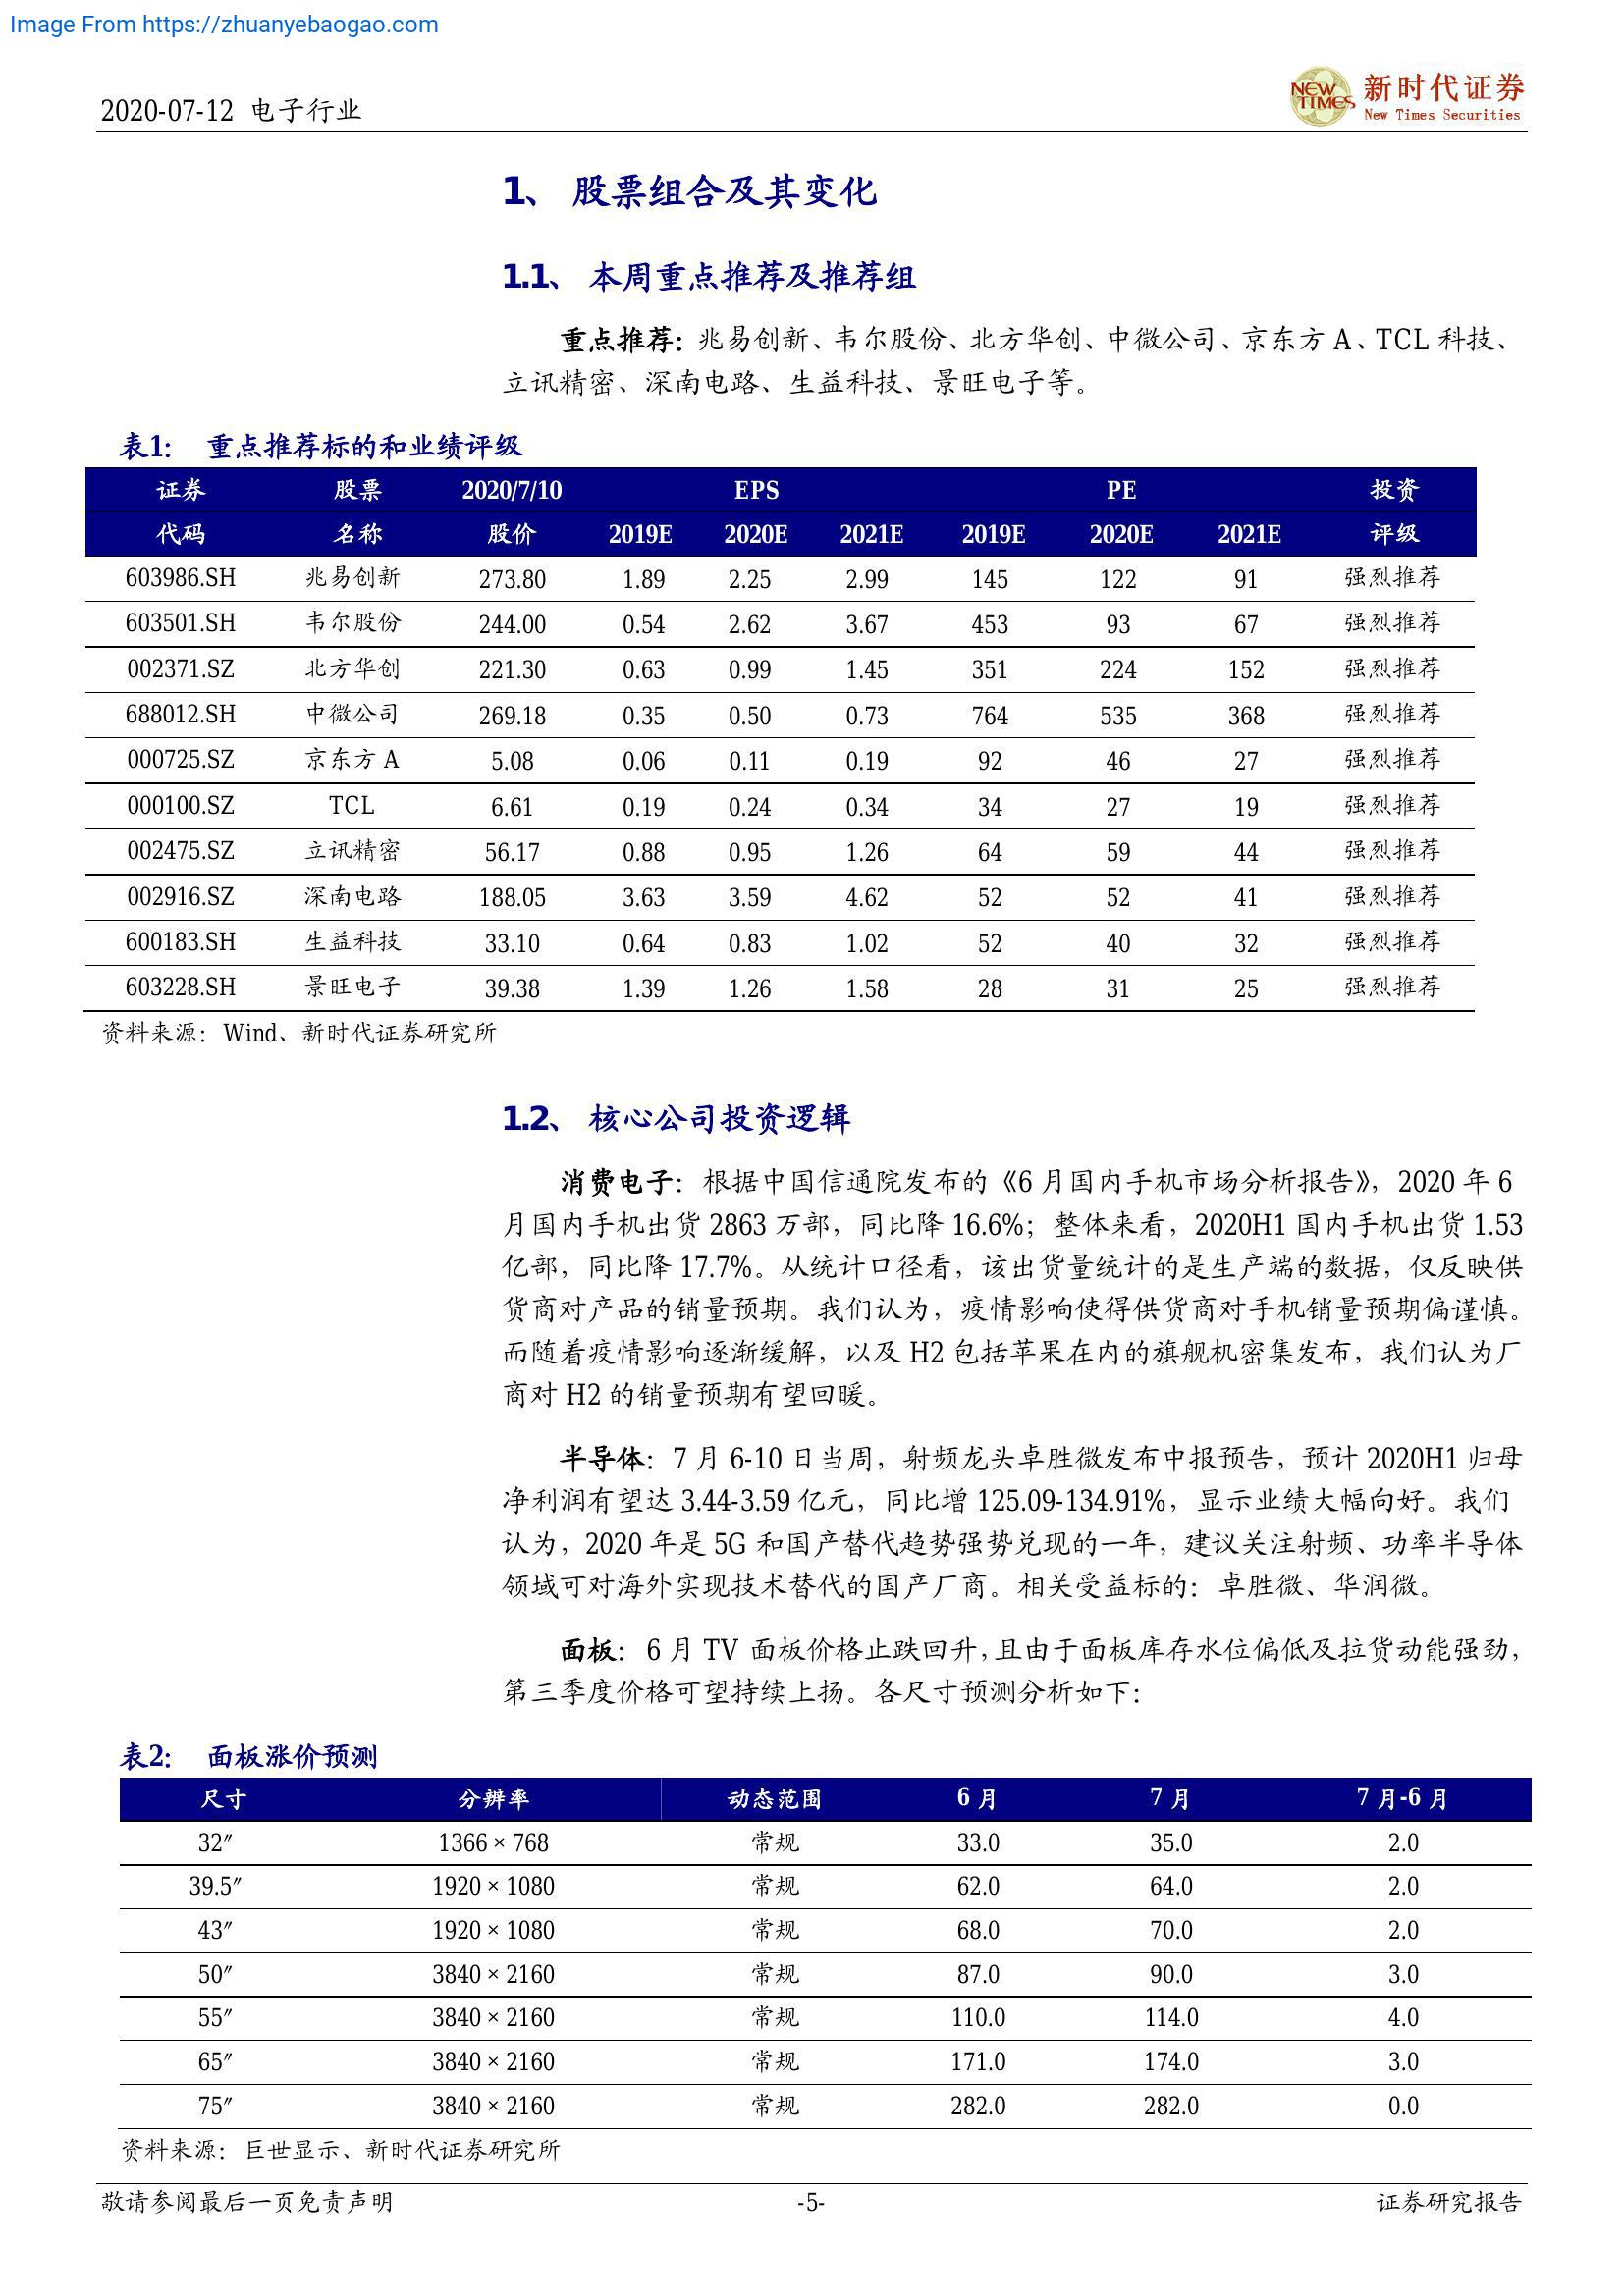 Image From https://zhuanyebaogao.com
2020-07-12 电子行业
NEW TIMES
新时代证券
New Times Securities
1、 股票组合及其变化
1.1、 本周重点推荐及推荐组
重点推荐：兆易创新、韦尔股份、北方华创、中微公司、京东方 A、TCL 科技、
立讯精密、深南电路、生益科技、景旺电子等。
表1： 重点推荐标的和业绩评级
证券 股票 2020/7/10 EPS PE 投资
代码 名称 股价 2019E 2020E 2021E 2019E 2020E 2021E 评级
603986.SH 兆易创新 273.80 1.89 2.25 2.99 145 122 91 强烈推荐
603501.SH 韦尔股份 244.00 0.54 2.62 3.67 453 93 67 强烈推荐
002371.SZ 北方华创 221.30 0.63 0.99 1.45 351 224 152 强烈推荐
688012.SH 中微公司 269.18 0.35 0.50 0.73 764 535 368 强烈推荐
000725.SZ 京东方 A 5.08 0.06 0.11 0.19 92 46 27 强烈推荐
000100.SZ TCL 6.61 0.19 0.24 0.34 34 27 19 强烈推荐
002475.SZ 立讯精密 56.17 0.88 0.95 1.26 64 59 44 强烈推荐
002916.SZ 深南电路 188.05 3.63 3.59 4.62 52 52 41 强烈推荐
600183.SH 生益科技 33.10 0.64 0.83 1.02 52 40 32 强烈推荐
603228.SH 景旺电子 39.38 1.39 1.26 1.58 28 31 25 强烈推荐
资料来源：Wind、新时代证券研究所
1.2、 核心公司投资逻辑
消费电子：根据中国信通院发布的《6 月国内手机市场分析报告》，2020 年 6
月国内手机出货 2863 万部，同比降 16.6%；整体来看，2020H1 国内手机出货 1.53
亿部，同比降 17.7%。从统计口径看，该出货量统计的是生产端的数据，仅反映供
货商对产品的销量预期。我们认为，疫情影响使得供货商对手机销量预期偏谨慎。
而随着疫情影响逐渐缓解，以及 H2 包括苹果在内的旗舰机密集发布，我们认为厂
商对 H2 的销量预期有望回暖。
半导体：7 月 6-10 日当周，射频龙头卓胜微发布中报预告，预计 2020H1 归母
净利润有望达 3.44-3.59 亿元，同比增 125.09-134.91%，显示业绩大幅向好。我们
认为，2020 年是 5G 和国产替代趋势强势兑现的一年，建议关注射频、功率半导体
领域可对海外实现技术替代的国产厂商。相关受益标的：卓胜微、华润微。
面板：6 月 TV 面板价格止跌回升，且由于面板库存水位偏低及拉货动能强劲，
第三季度价格可望持续上扬。各尺寸预测分析如下：
表2： 面板涨价预测
尺寸 分辨率 动态范围 6 月 7 月 7 月-6 月
32″ 1366 × 768 常规 33.0 35.0 2.0
39.5″ 1920 × 1080 常规 62.0 64.0 2.0
43″ 1920 × 1080 常规 68.0 70.0 2.0
50″ 3840 × 2160 常规 87.0 90.0 3.0
55″ 3840 × 2160 常规 110.0 114.0 4.0
65″ 3840 × 2160 常规 171.0 174.0 3.0
75″ 3840 × 2160 常规 282.0 282.0 0.0
资料来源：巨世显示、新时代证券研究所
敬请参阅最后一页免责声明 -5- 证券研究报告